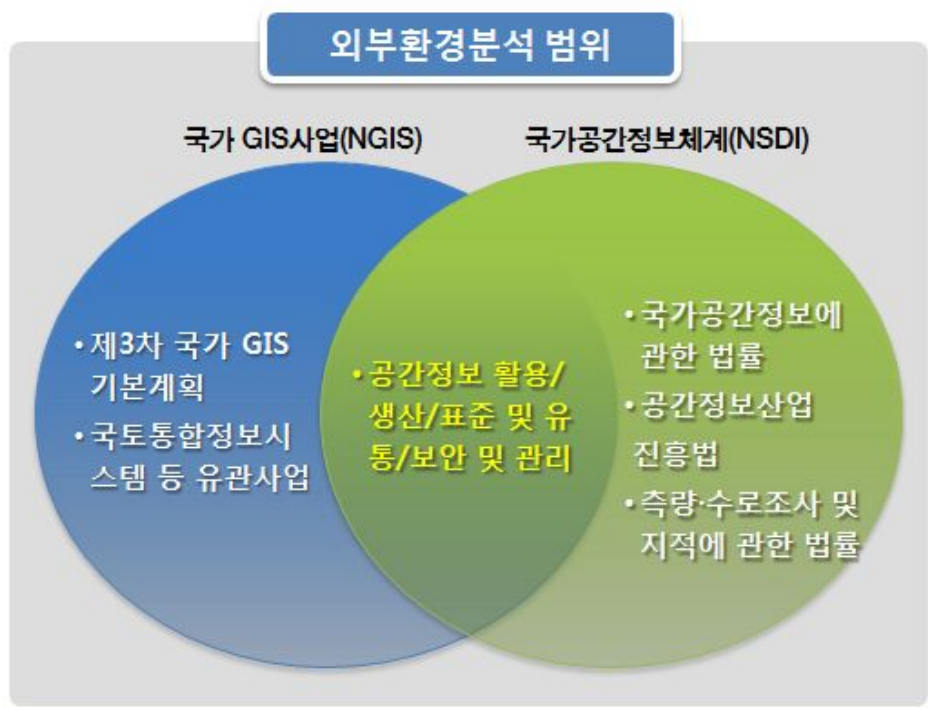 외부환경분석 범위
국가 GIS사업(NGIS)
국가공간정보체계(NSDI)
• 제3차 국가 GIS
기본계획
• 국토통합정보시
스템 등 유관사업
• 공간정보 활용/
생산/표준 및 유
통/보안 및 관리
• 국가공간정보에
관한 법률
• 공간정보산업
진흥법
• 측량·수로조사 및
지적에 관한 법률